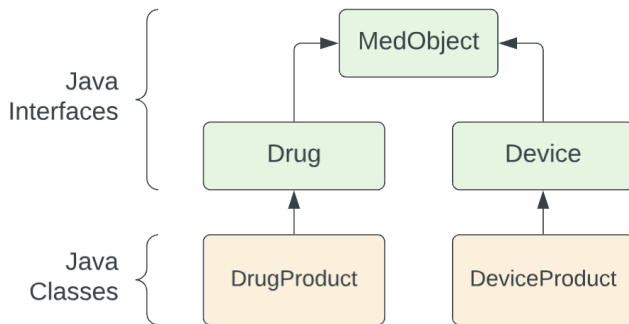 MedObject
Java
Interfaces
Drug
Device
Java
Classes
DrugProduct
DeviceProduct